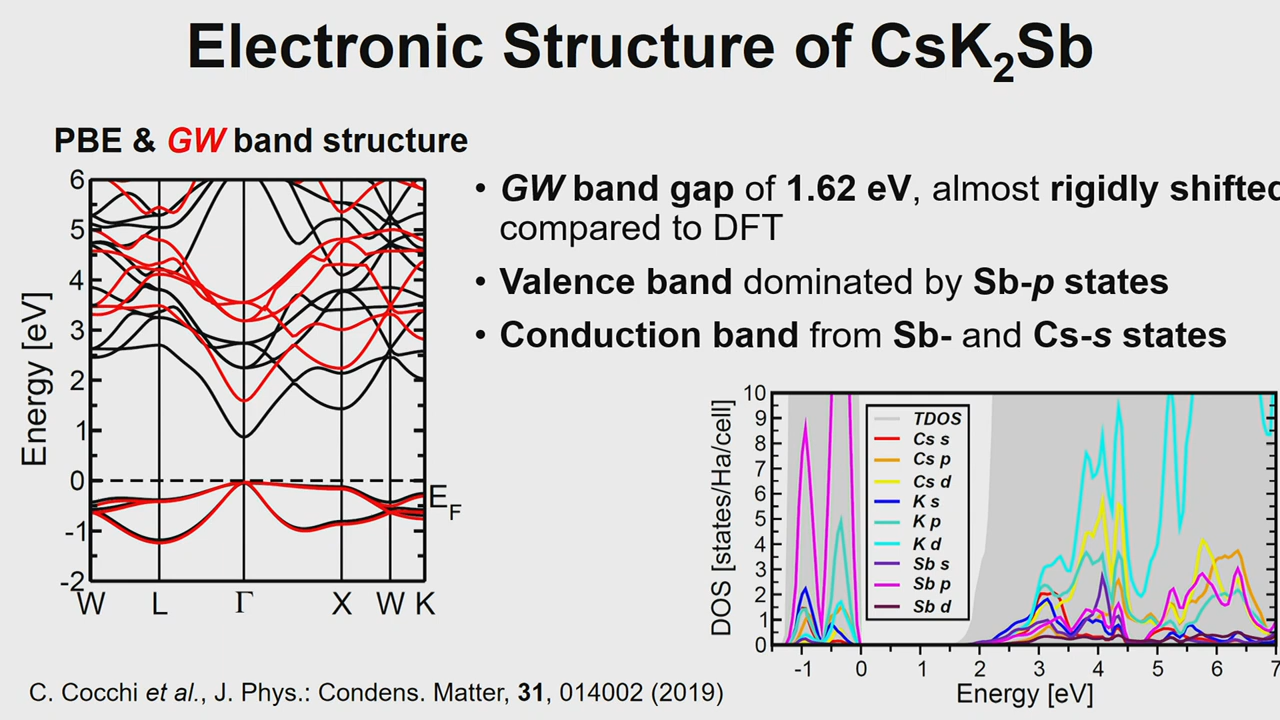 Electronic Structure of CsK₂Sb
PBE & GW band structure
6
5
4
3
2
1
0
-1
-2
Energy [eV]
W L Γ X W K
E_F
• GW band gap of 1.62 eV, almost rigidly shifted
compared to DFT
• Valence band dominated by Sb-p states
• Conduction band from Sb- and Cs-s states
10
9
8
7
6
5
4
3
2
1
0
DOS [states/Ha/cell]
TDOS
Cs s
Cs p
Cs d
K s
K p
K d
Sb s
Sb p
Sb d
-1 0 1 2 3 4 5 6 7
Energy [eV]
C. Cocchi et al., J. Phys.: Condens. Matter, 31, 014002 (2019)